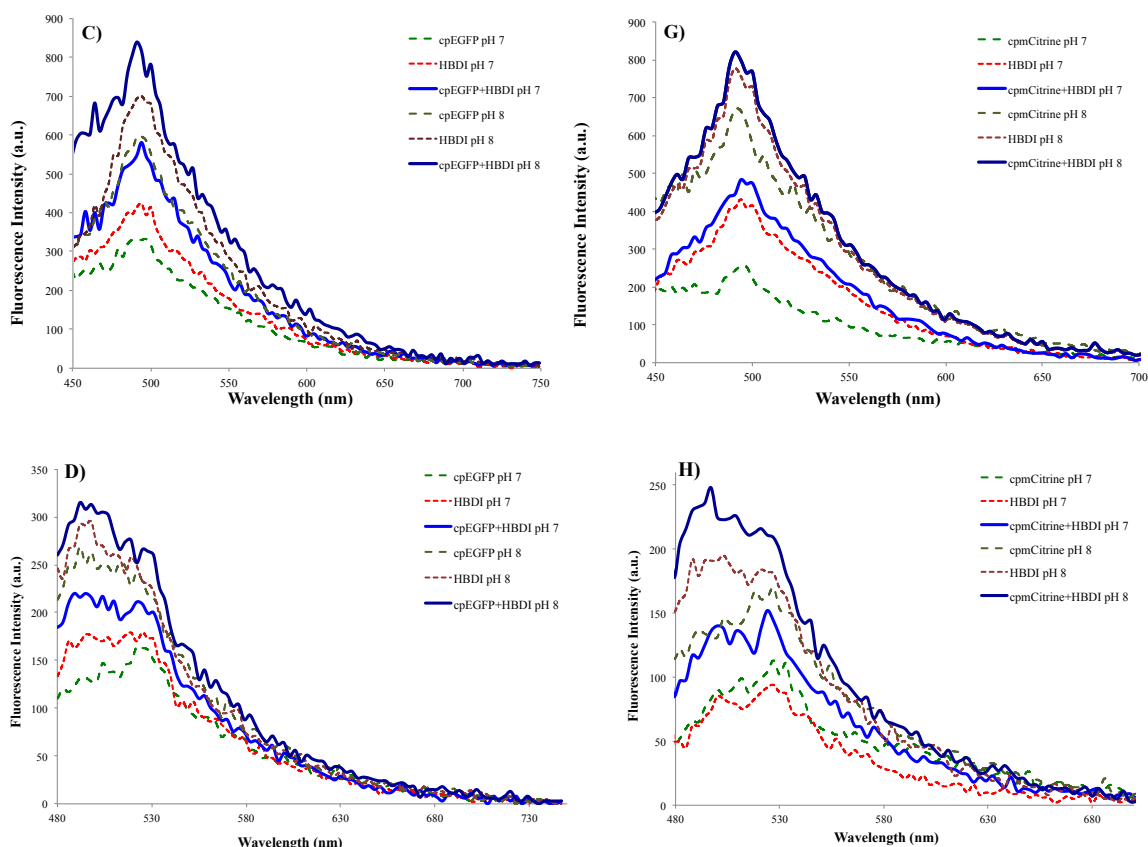 C)
Fluorescence Intensity (a.u.)
900
800
700
600
500
400
300
200
100
0
450
500
550
600
650
700
750
Wavelength (nm)
cpEGFP pH 7
HBDI pH 7
cpEGFP+HBDI pH 7
cpEGFP pH 8
HBDI pH 8
cpEGFP+HBDI pH 8
G)
Fluorescence Intensity (a.u.)
900
800
700
600
500
400
300
200
100
0
450
500
550
600
650
700
Wavelength (nm)
cpmCitrine pH 7
HBDI pH 7
cpmCitrine+HBDI pH 7
cpmCitrine pH 8
HBDI pH 8
cpmCitrine+HBDI pH 8
D)
Fluorescence Intensity (a.u.)
350
300
250
200
150
100
50
0
480
530
580
630
680
730
Wavelength (nm)
cpEGFP pH 7
HBDI pH 7
cpEGFP+HBDI pH 7
cpEGFP pH 8
HBDI pH 8
cpEGFP+HBDI pH 8
H)
Fluorescence Intensity (a.u.)
250
200
150
100
50
0
480
530
580
630
680
Wavelength (nm)
cpmCitrine pH 7
HBDI pH 7
cpmCitrine+HBDI pH 7
cpmCitrine pH 8
HBDI pH 8
cpmCitrine+HBDI pH 8